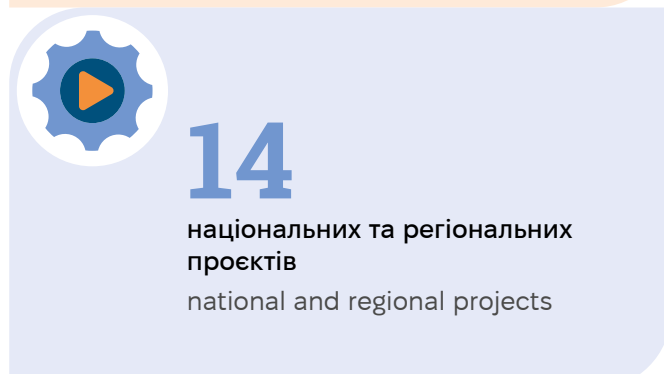 14
національних та регіональних
проєктів
national and regional projects